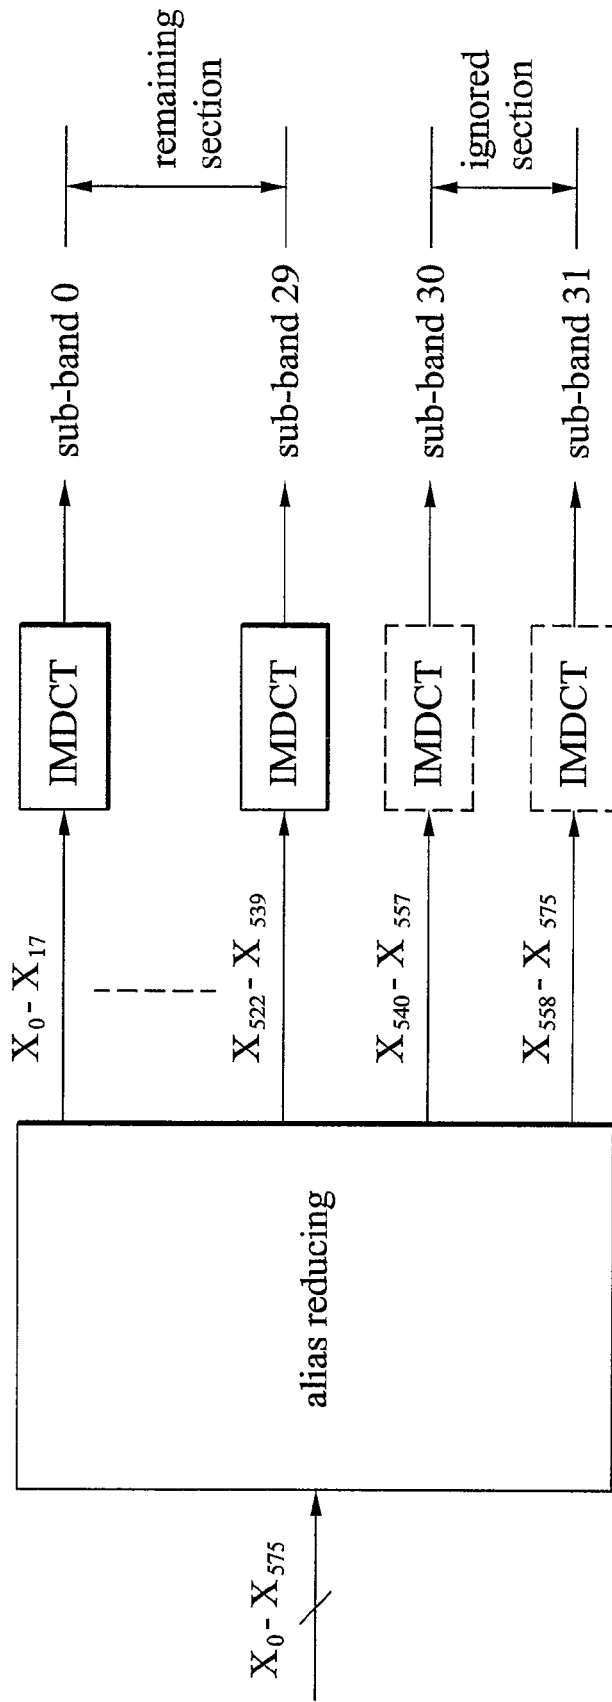 X₀- X₅₇₅
alias reducing
X₀- X₁₇
IMDCT
sub-band 0
X₅₂₂- X ₅₃₉
IMDCT
sub-band 29
remaining
section
X₅₄₀- X ₅₅₇
IMDCT
sub-band 30
X₅₅₈- X ₅₇₅
IMDCT
sub-band 31
ignored
section